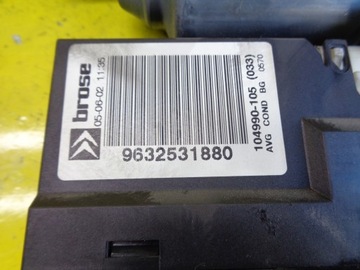 brose
05-06-02 11:35
9632531880
104990-105 (033)
AVG COND BG 0570